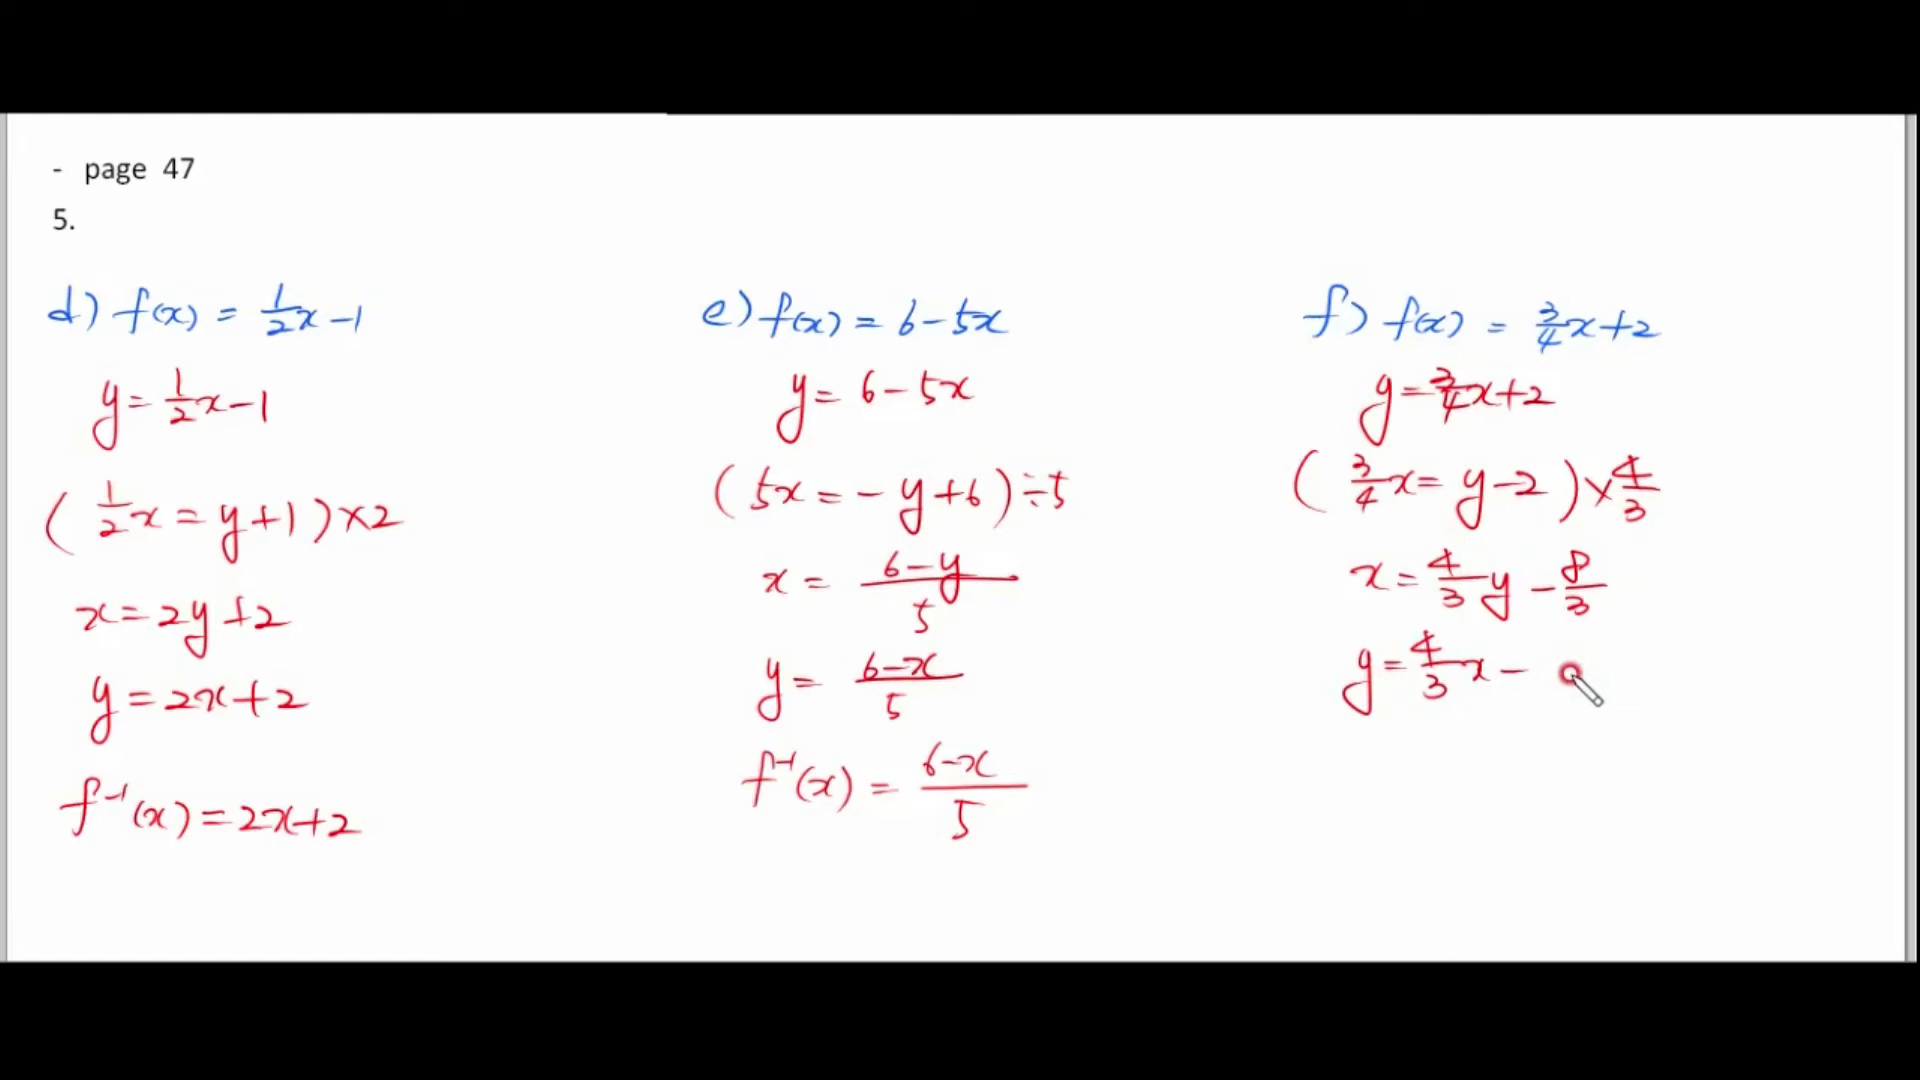 - page 47
5.
d) f(x) = 1/2x-1
y = 1/2x-1
( 1/2x = y+1 ) ×2
x = 2y+2
y = 2x+2
f⁻¹(x) = 2x+2
e) f(x) = 6-5x
y = 6-5x
( 5x = -y+6 ) ÷5
x = 6-y/5
y = 6-x/5
f⁻¹(x) = 6-x/5
f) f(x) = 3/4x+2
y = 3/4x+2
( 3/4x = y-2 ) × 4/3
x = 4/3y - 8/3
y = 4/3x -